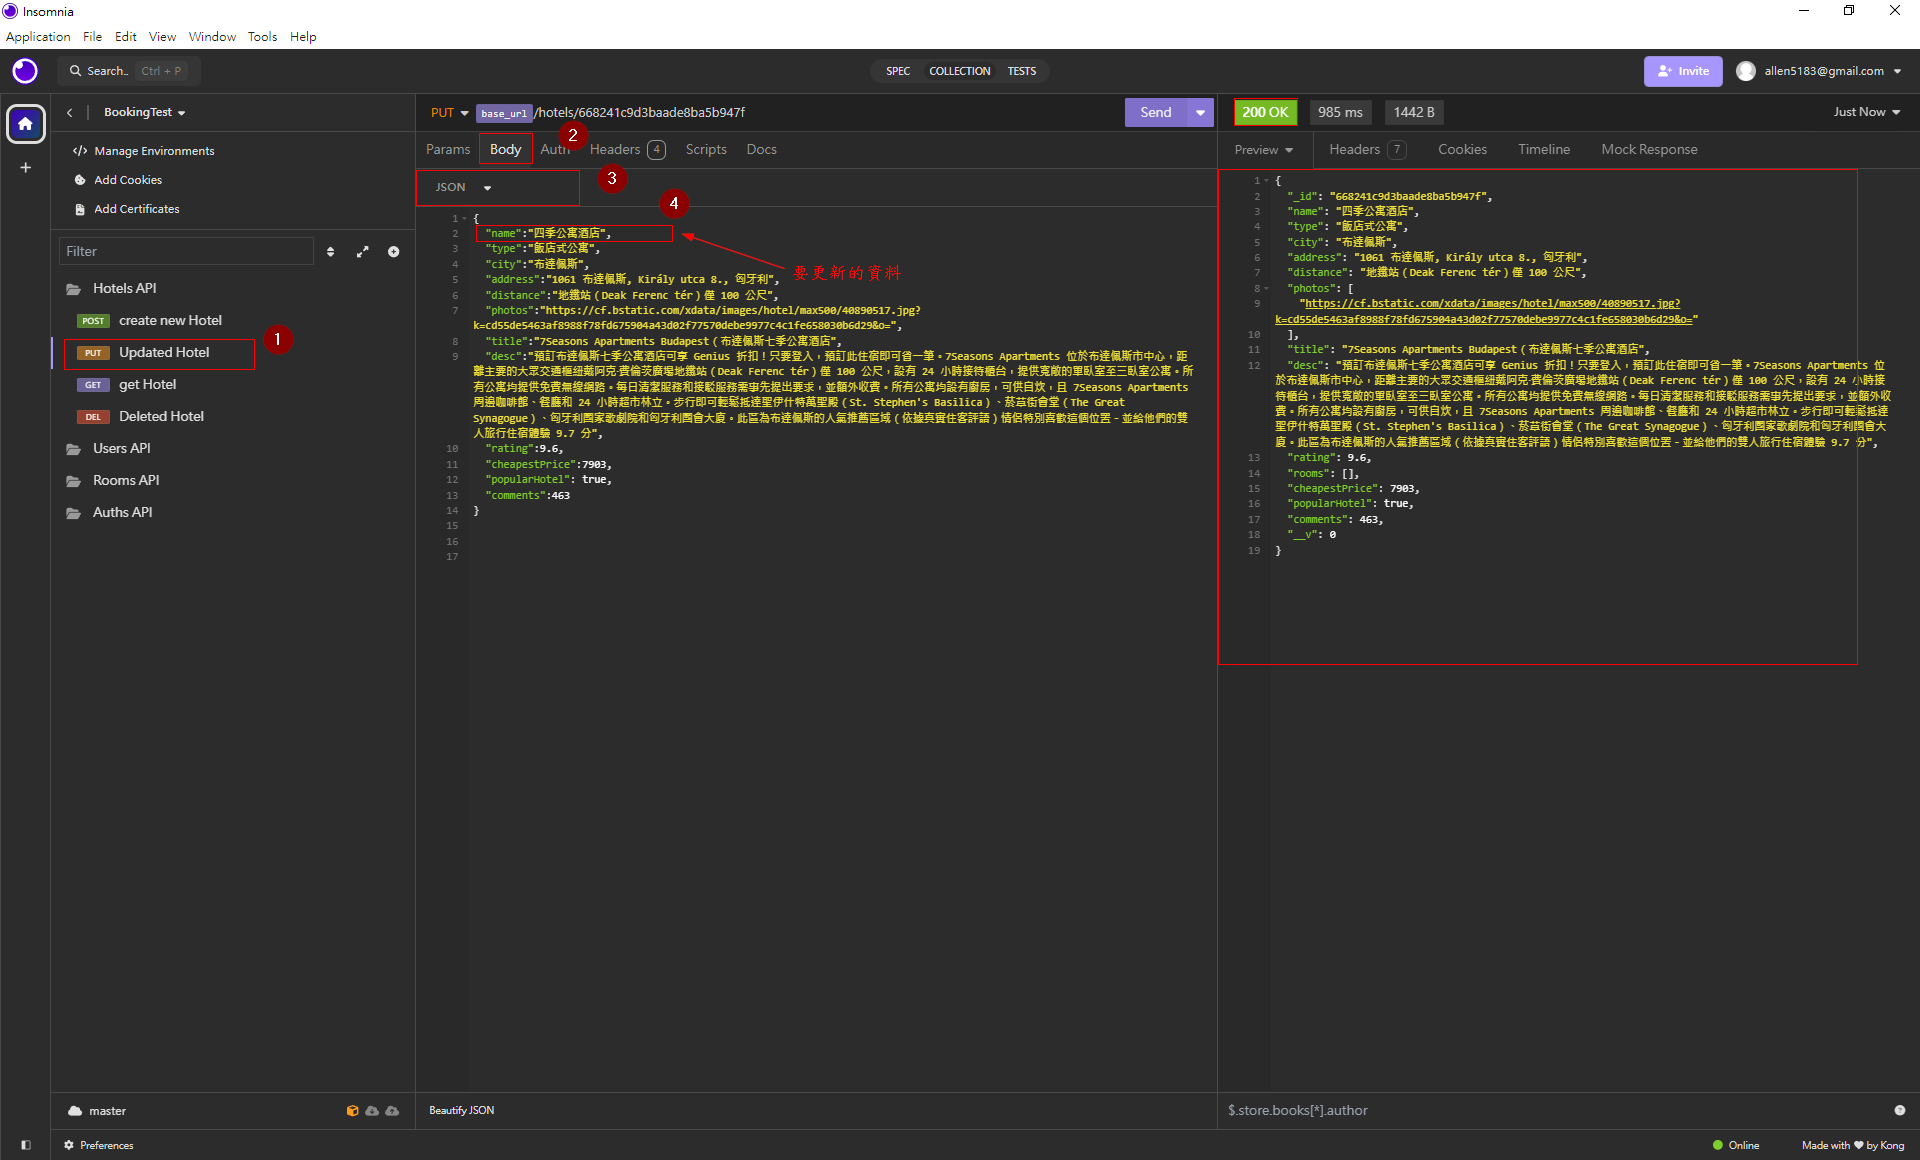 Insomnia
Application File Edit View Window Tools Help
Search.. Ctrl + P
SPEC COLLECTION TESTS
Invite
allen5183@gmail.com
BookingTest
Manage Environments
Add Cookies
Add Certificates
Filter
Hotels API
POST create new Hotel
PUT Updated Hotel
1
GET get Hotel
DEL Deleted Hotel
Users API
Rooms API
Auths API
master
Preferences
PUT base_url/hotels/668241c9d3baade8ba5b947f
Send
2
Params Body Auth Headers 4 Scripts Docs
JSON
3
4
1 {
2 "name":"四季公寓酒店",
要更新的資料
3 "type":"飯店式公寓",
4 "city":"布達佩斯",
5 "address":"1061 布達佩斯, Király utca 8., 匈牙利",
6 "distance":"地鐵站（Deak Ferenc tér）僅 100 公尺",
7 "photos":"https://cf.bstatic.com/xdata/images/hotel/max500/40890517.jpg?
k=cd55de5463af8988f78fd675904a43d02f77570debe9977c4c1fe658030b6d29&o=",
8 "title":"7Seasons Apartments Budapest（布達佩斯七季公寓酒店",
9 "desc":"預訂布達佩斯七季公寓酒店可享 Genius 折扣！只要登入，預訂此住宿即可省一筆。7Seasons Apartments 位於布達佩斯市中心，距
離主要的大眾交通樞紐戴阿克·費倫茨廣場地鐵站（Deak Ferenc tér）僅 100 公尺，設有 24 小時接待櫃台，提供寬敞的單臥室至三臥室公寓。所
有公寓均提供免費無線網路。每日清潔服務和接駁服務需事先提出要求，並額外收費。所有公寓均設有廚房，可供自炊，且 7Seasons Apartments
周邊咖啡館、餐廳和 24 小時超市林立。步行即可輕鬆抵達聖伊什特萬聖殿（St. Stephen's Basilica）、菸草街會堂（The Great
Synagogue）、匈牙利國家歌劇院和匈牙利國會大廈。此區為布達佩斯的人氣推薦區域（依據真實住客評語）情侶特別喜歡這個位置－並給他們的雙
人旅行住宿體驗 9.7 分",
10 "rating":9.6,
11 "cheapestPrice":7903,
12 "popularHotel": true,
13 "comments":463
14 }
15
16
17
Beautify JSON
200 OK 985 ms 1442 B
Just Now
Preview Headers 7 Cookies Timeline Mock Response
1 {
2 "_id": "668241c9d3baade8ba5b947f",
3 "name": "四季公寓酒店",
4 "type": "飯店式公寓",
5 "city": "布達佩斯",
6 "address": "1061 布達佩斯, Király utca 8., 匈牙利",
7 "distance": "地鐵站（Deak Ferenc tér）僅 100 公尺",
8 "photos": [
9 "https://cf.bstatic.com/xdata/images/hotel/max500/40890517.jpg?
k=cd55de5463af8988f78fd675904a43d02f77570debe9977c4c1fe658030b6d29&o="
10 ],
11 "title": "7Seasons Apartments Budapest（布達佩斯七季公寓酒店",
12 "desc": "預訂布達佩斯七季公寓酒店可享 Genius 折扣！只要登入，預訂此住宿即可省一筆。7Seasons Apartments 位
於布達佩斯市中心，距離主要的大眾交通樞紐戴阿克·費倫茨廣場地鐵站（Deak Ferenc tér）僅 100 公尺，設有 24 小時接
待櫃台，提供寬敞的單臥室至三臥室公寓。所有公寓均提供免費無線網路。每日清潔服務和接駁服務需事先提出要求，並額外收
費。所有公寓均設有廚房，可供自炊，且 7Seasons Apartments 周邊咖啡館、餐廳和 24 小時超市林立。步行即可輕鬆抵達
聖伊什特萬聖殿（St. Stephen's Basilica）、菸草街會堂（The Great Synagogue）、匈牙利國家歌劇院和匈牙利國會大
廈。此區為布達佩斯的人氣推薦區域（依據真實住客評語）情侶特別喜歡這個位置－並給他們的雙人旅行住宿體驗 9.7 分",
13 "rating": 9.6,
14 "rooms": [],
15 "cheapestPrice": 7903,
16 "popularHotel": true,
17 "comments": 463,
18 "__v": 0
19 }
$.store.books[*].author
Online
Made with ♥ by Kong